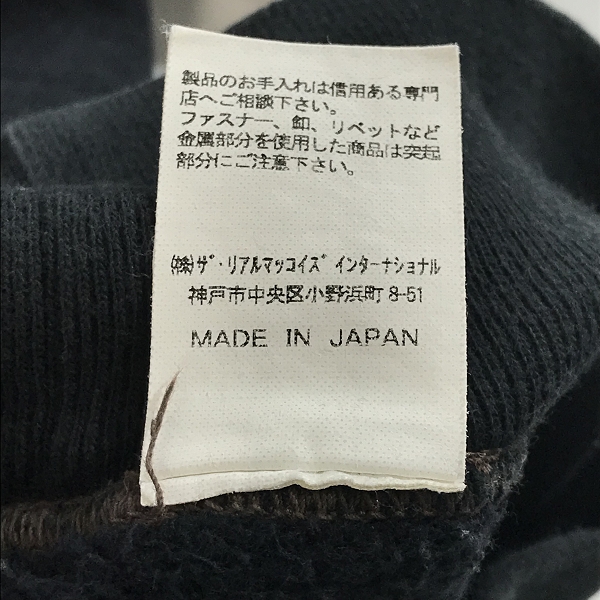 製品のお手入れは信用ある専門
店へご相談下さい。
ファスナー、釦、リベットなど
金属部分を使用した商品は突起
部分にご注意下さい。
㈱ｻﾞ･ﾘｱﾙﾏｯｺｲｽﾞ ｲﾝﾀｰﾅｼｮﾅﾙ
神戸市中央区小野浜町 8-51
MADE IN JAPAN